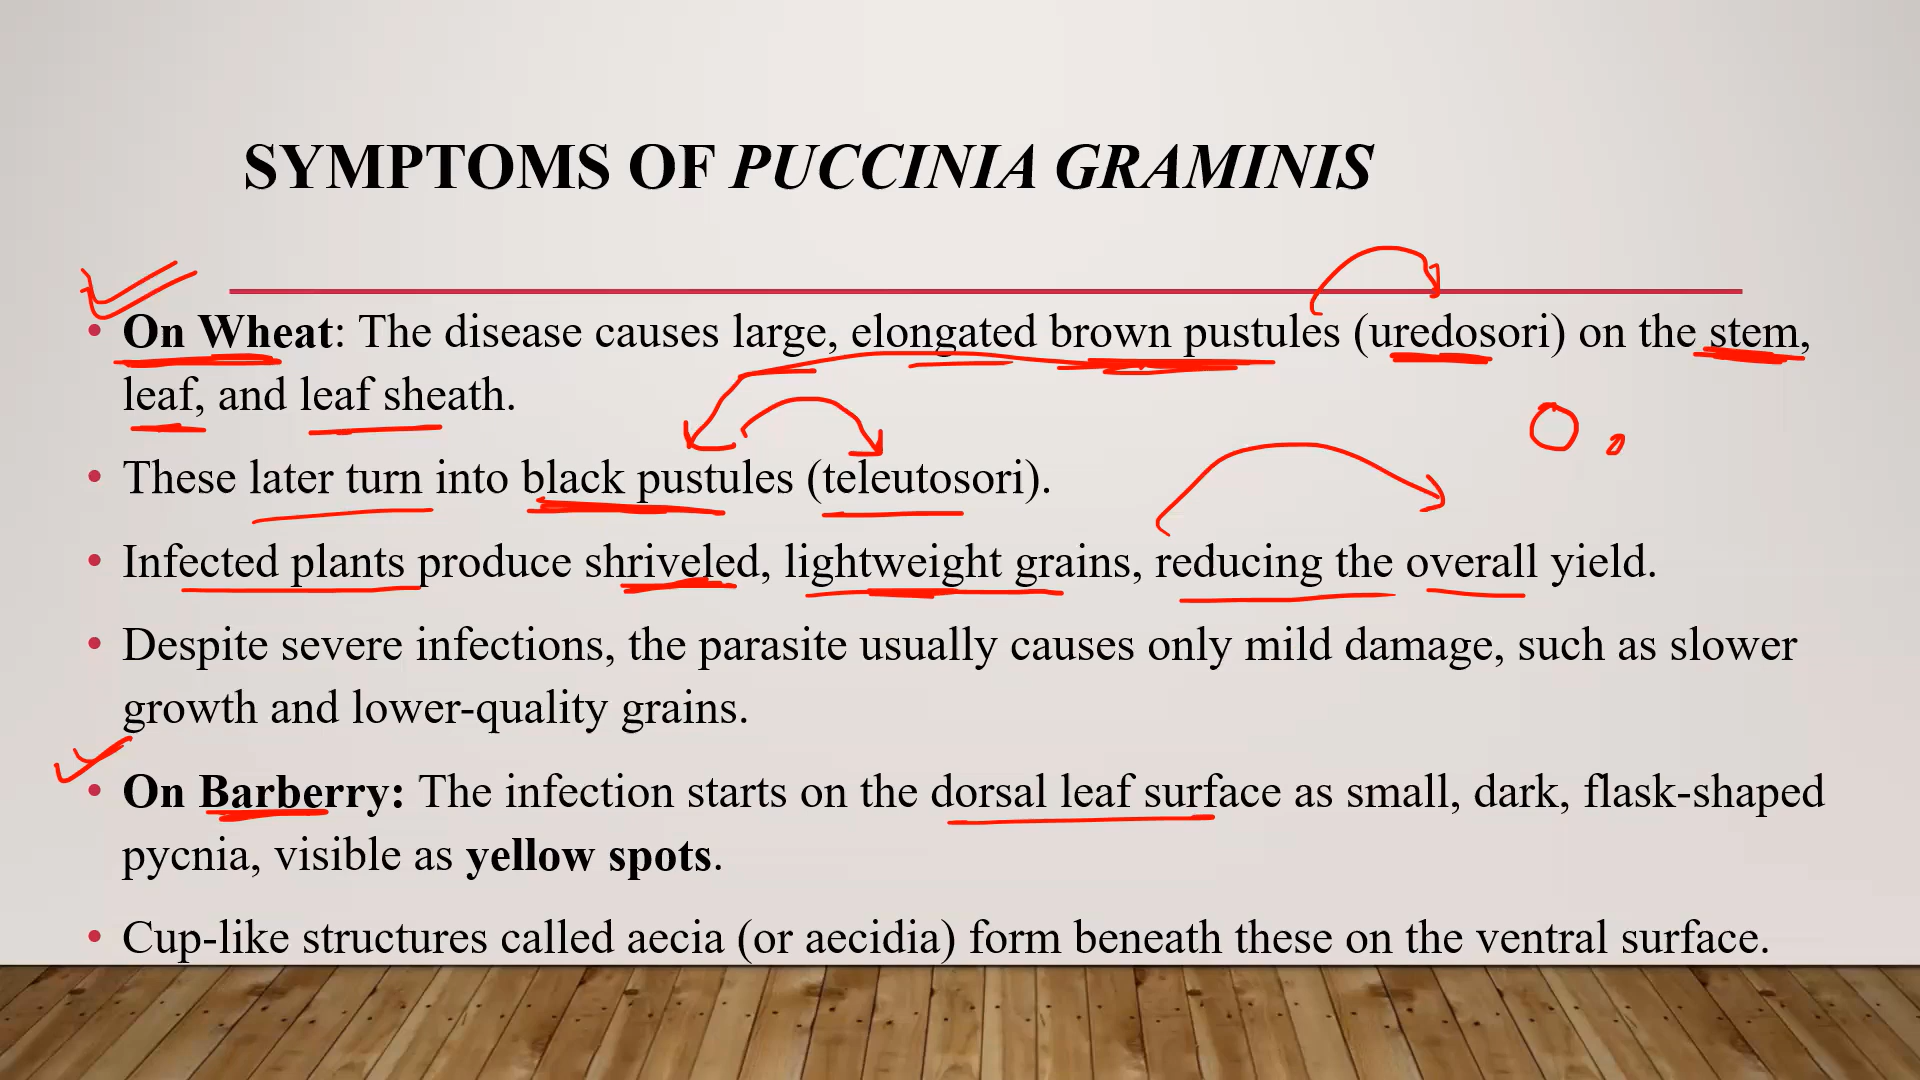 SYMPTOMS OF PUCCINIA GRAMINIS
• On Wheat: The disease causes large, elongated brown pustules (uredosori) on the stem,
leaf, and leaf sheath.
• These later turn into black pustules (teleutosori).
• Infected plants produce shriveled, lightweight grains, reducing the overall yield.
• Despite severe infections, the parasite usually causes only mild damage, such as slower
growth and lower-quality grains.
• On Barberry: The infection starts on the dorsal leaf surface as small, dark, flask-shaped
pycnia, visible as yellow spots.
• Cup-like structures called aecia (or aecidia) form beneath these on the ventral surface.